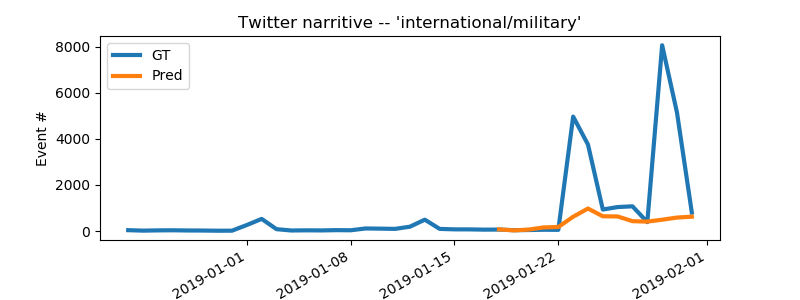 Twitter narritive -- 'international/military'
GT
Pred
Event #
8000
6000
4000
2000
0
2019-01-01
2019-01-08
2019-01-15
2019-01-22
2019-02-01